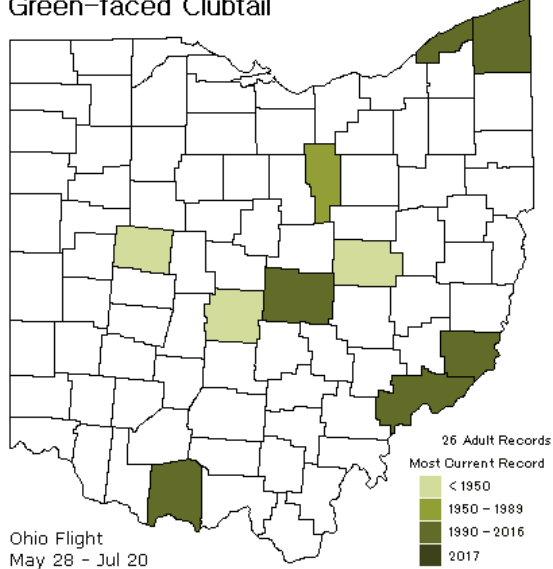 Green-faced Clubtail
26 Adult Records
Most Current Record
< 1950
1950 - 1989
1990 - 2016
2017
Ohio Flight
May 28 - Jul 20